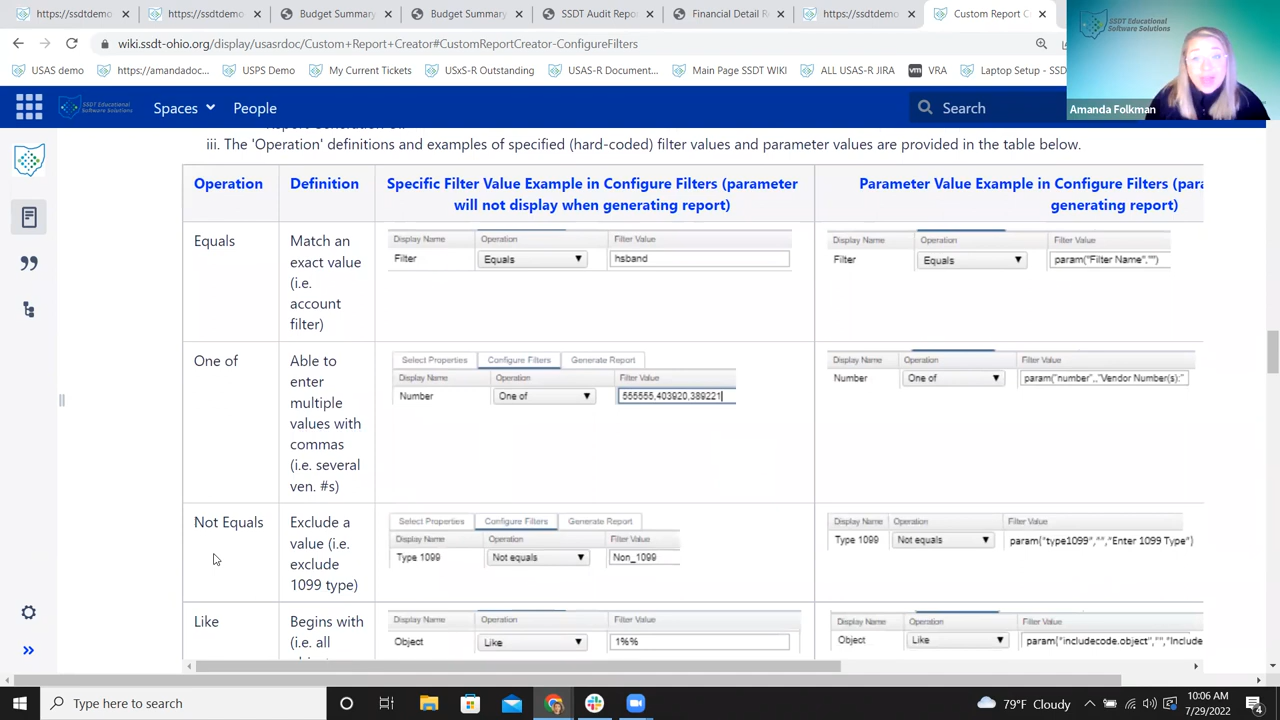 https://ssdtdemo
https://ssdtdemo
Budget Summary
Budget Summary
SSDT Audit Repo
Financial Detail Re
https://ssdtdemo
Custom Report C
wiki.ssdt-ohio.org/display/usasrdoc/Custom+Report+Creator#CustomReportCreator-ConfigureFilters
USAS demo
https://amandadoc...
USPS Demo
My Current Tickets
USxS-R Outstanding...
USAS-R Document...
Main Page SSDT WIKI
ALL USAS-R JIRA
vm VRA
Laptop Setup - SSD
SSDT Educational
Software Solutions
Amanda Folkman
SSDT Educational
Software Solutions
Spaces
People
Search
iii. The 'Operation' definitions and examples of specified (hard-coded) filter values and parameter values are provided in the table below.
Operation
Definition
Specific Filter Value Example in Configure Filters (parameter
will not display when generating report)
Parameter Value Example in Configure Filters (para
generating report)
Equals
Match an
exact value
(i.e.
account
filter)
Display Name
Operation
Filter Value
Filter
Equals
hsband
Display Name
Operation
Filter Value
Filter
Equals
param("Filter Name","")
One of
Able to
enter
multiple
values with
commas
(i.e. several
ven. #s)
Select Properties
Configure Filters
Generate Report
Display Name
Operation
Filter Value
Number
One of
555555,403920,389221
Display Name
Operation
Filter Value
Number
One of
param("number",,"Vendor Number(s):"
Not Equals
Exclude a
value (i.e.
exclude
1099 type)
Select Properties
Configure Filters
Generate Report
Display Name
Operation
Filter Value
Type 1099
Not equals
Non_1099
Display Name
Operation
Filter Value
Type 1099
Not equals
param("type1099","","Enter 1099 Type")
Like
Begins with
(i.e. all
Display Name
Operation
Filter Value
Object
Like
1%%
Display Name
Operation
Filter Value
Object
Like
param("includecode.object","","Include
Type here to search
79°F Cloudy
10:06 AM
7/29/2022
4